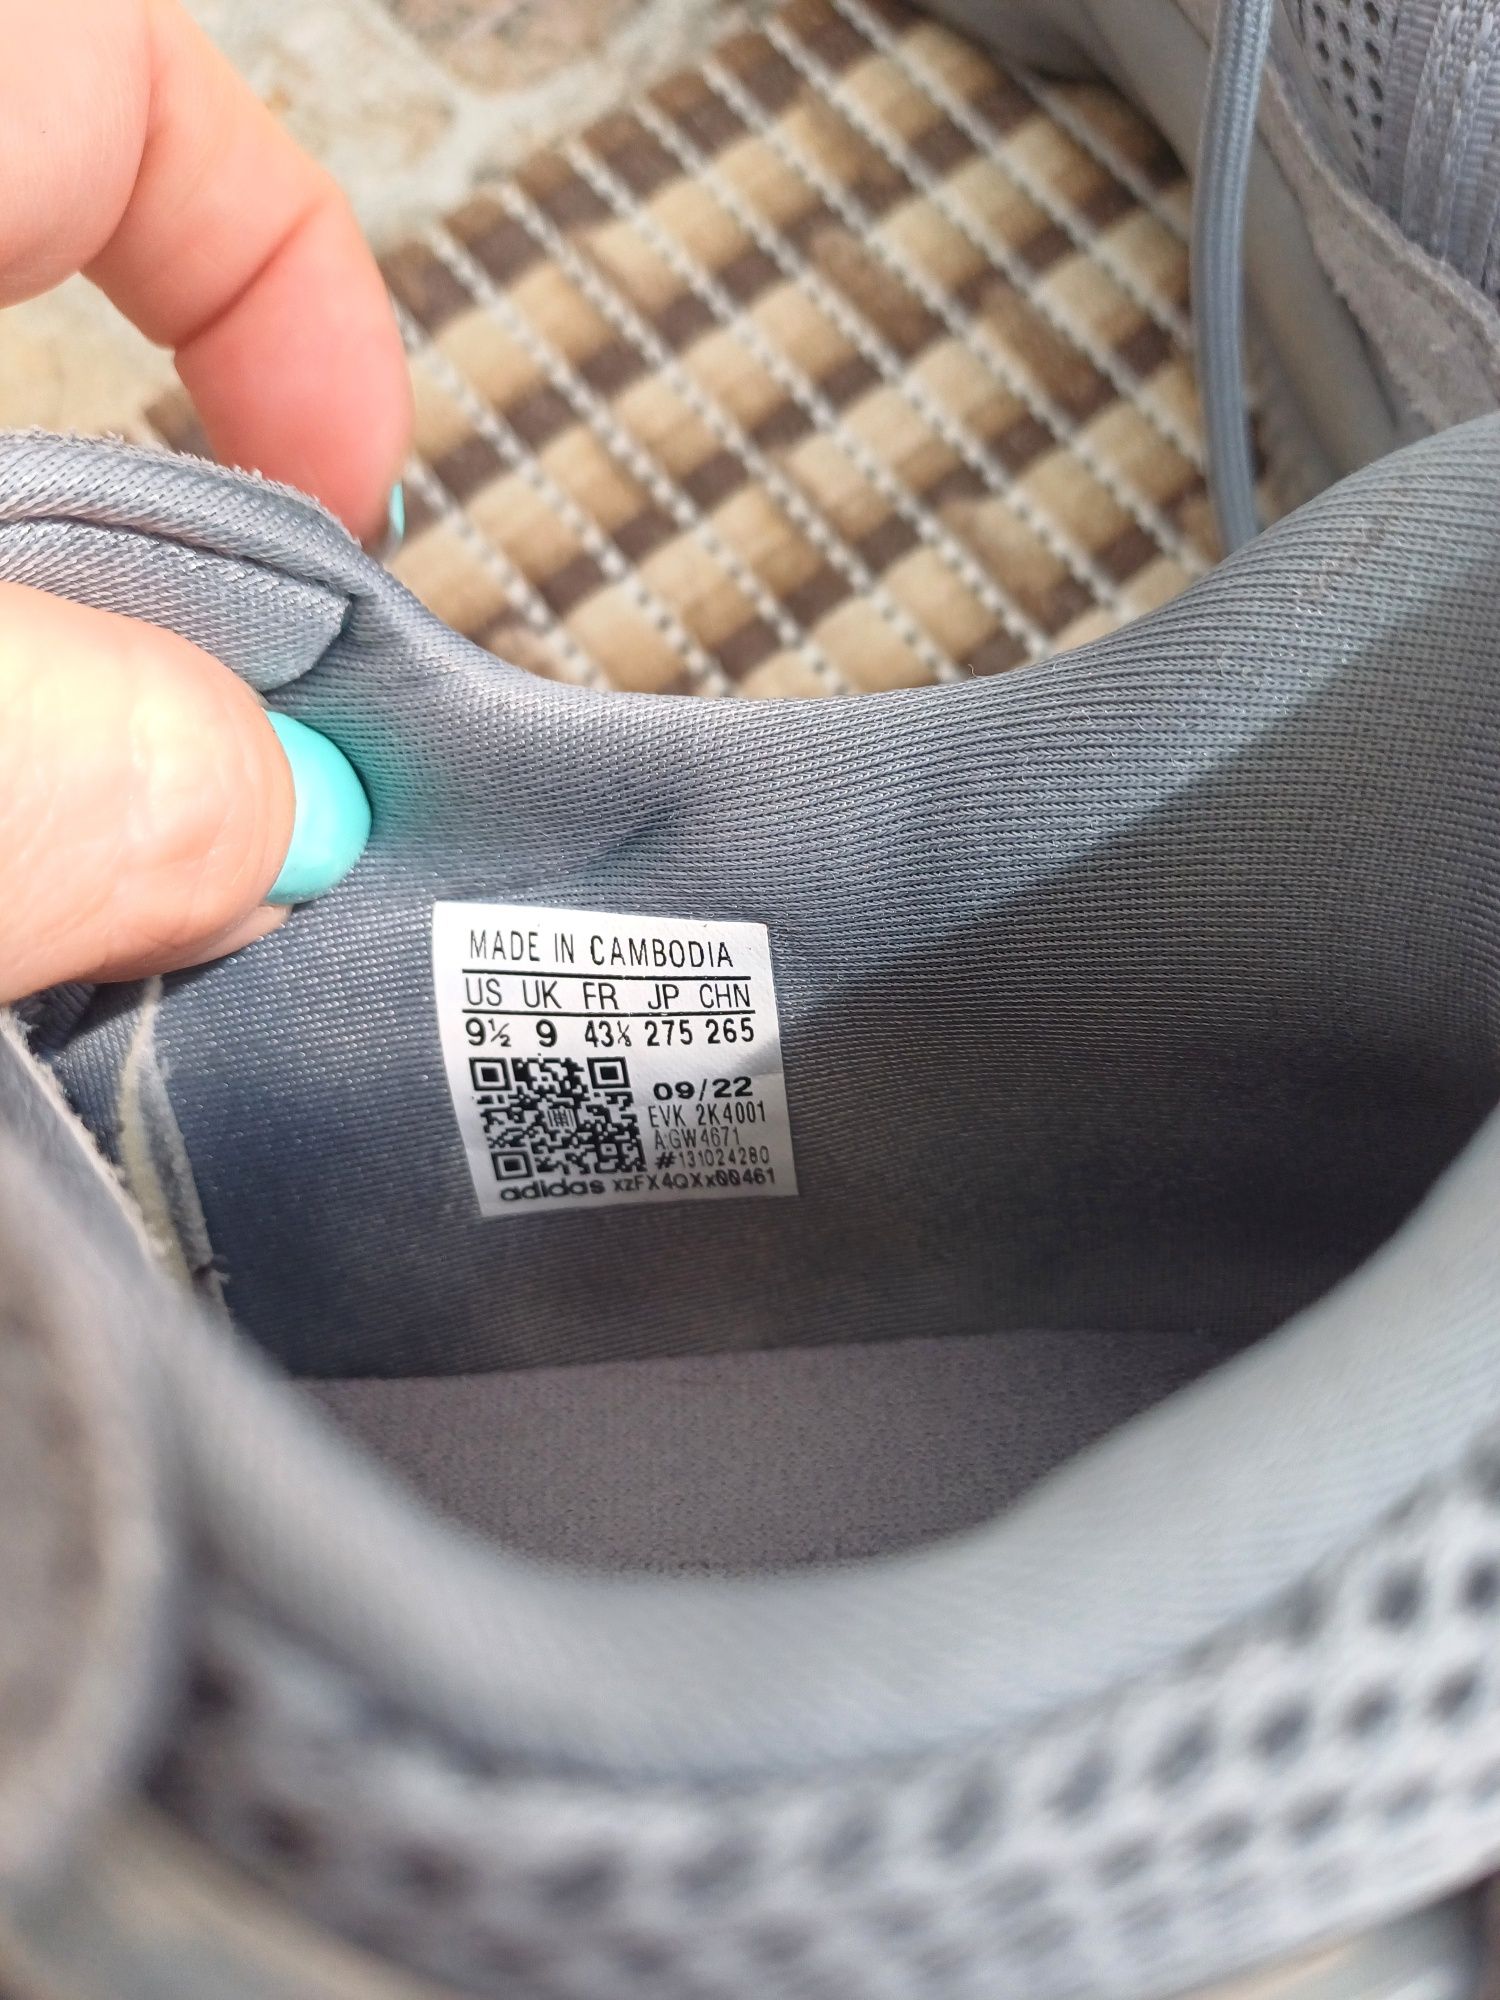 MADE IN CAMBODIA
US UK FR JP CHN
9½ 9 43⅓ 275 265
09/22
EVK 2K4001
AGW4671
#131024280
adidas xzFX4QXx00461